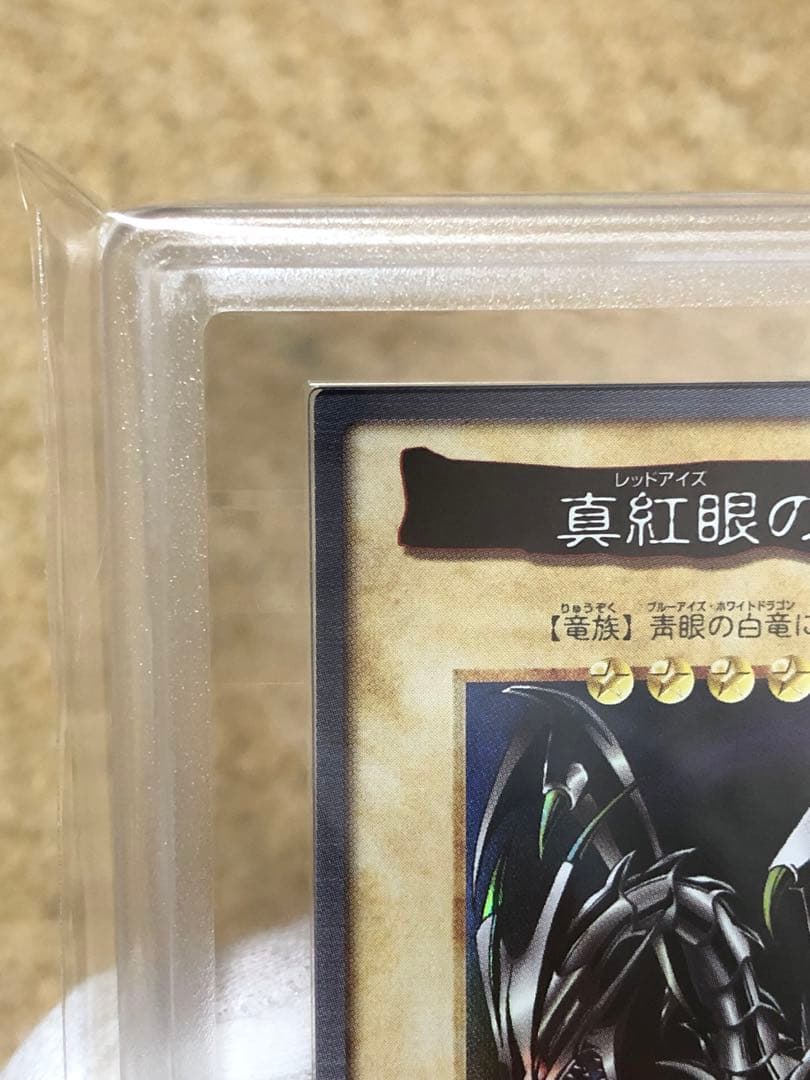 レッドアイズ
真紅眼の
りゅうぞく ブルーアイズ・ホワイトドラゴン
【竜族】青眼の白竜に